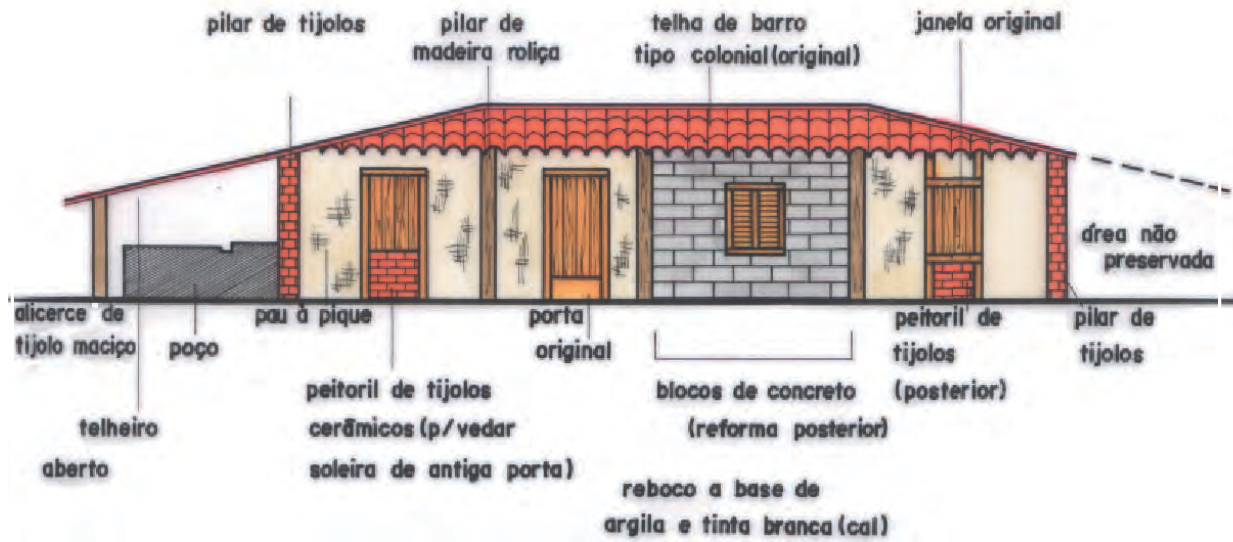 pilar de tijolos
pilar de
madeira roliça
telha de barro
tipo colonial (original)
janela original
área não
preservada
alicerce de
tijolo maciço
poço
pau à pique
porta
original
peitoril de
tijolos
(posterior)
pilar de
tijolos
telheiro
aberto
peitoril de tijolos
cerâmicos (p/vedar
soleira de antiga porta)
blocos de concreto
(reforma posterior)
reboco a base de
argila e tinta branca (cal)